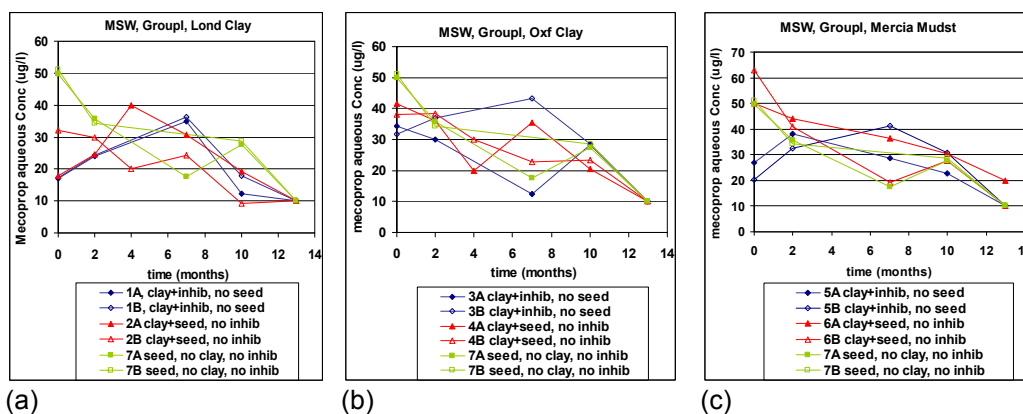 MSW, GroupI, Lond Clay
Mecoprop aqueous Conc (ug/l)
60
50
40
30
20
10
0
0 2 4 6 8 10 12 14
time (months)
1A, clay+inhib, no seed
1B, clay+inhib, no seed
2A clay+seed, no inhib
2B clay+seed, no inhib
7A seed, no clay, no inhib
7B seed, no clay, no inhib
(a)
MSW, GroupI, Oxf Clay
mecoprop aqueous Conc (ug/l)
60
50
40
30
20
10
0
0 2 4 6 8 10 12 14
time (months)
3A clay+inhib, no seed
3B clay+inhib, no seed
4A clay+seed, no inhib
4B clay+seed, no inhib
7A seed, no clay, no inhib
7B seed, no clay, no inhib
(b)
MSW, GroupI, Mercia Mudst
mecoprop aqueous Conc (ug/l)
70
60
50
40
30
20
10
0
0 2 4 6 8 10 12 14
time (months)
5A clay+inhib, no seed
5B clay+inhib, no seed
6A clay+seed, no inhib
6B clay+seed, no inhib
7A seed, no clay, no inhib
7B seed, no clay, no inhib
(c)